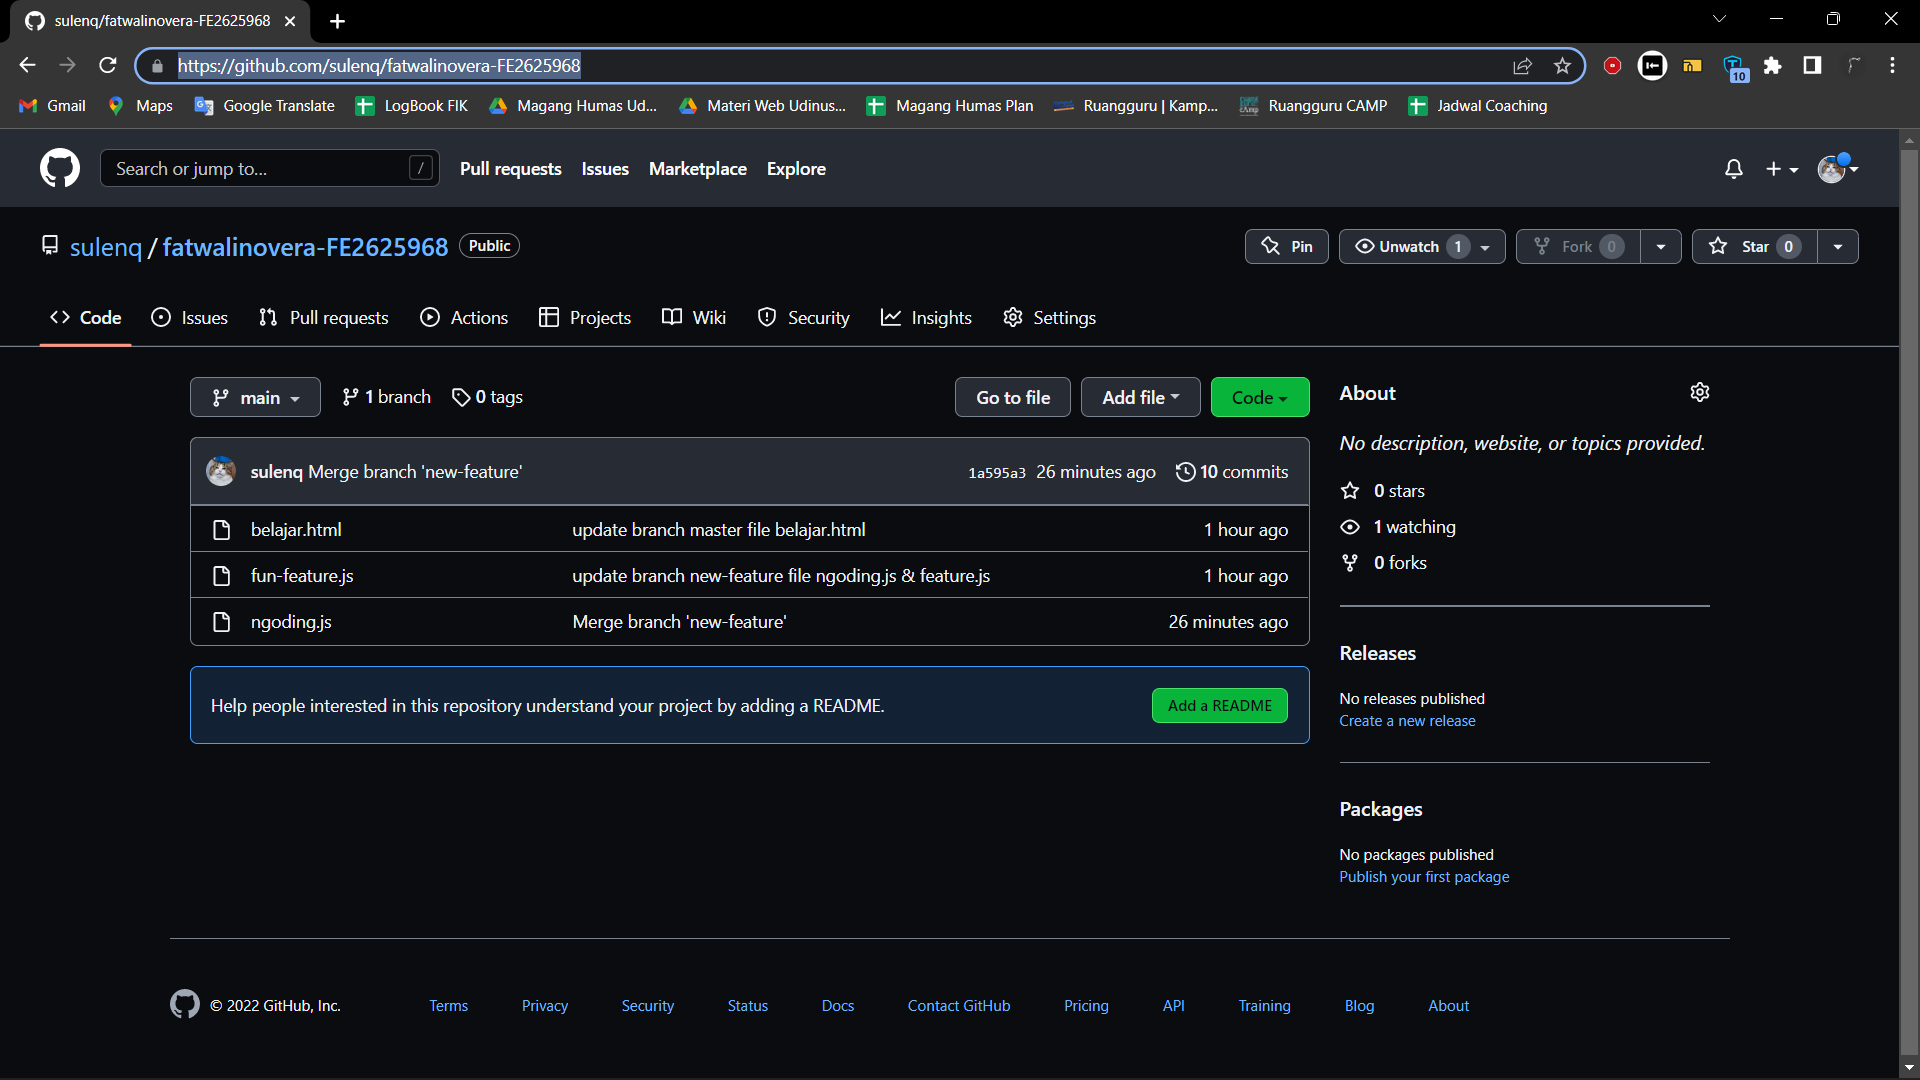 sulenq/fatwalinovera-FE2625968
https://github.com/sulenq/fatwalinovera-FE2625968
10
Gmail Maps Google Translate LogBook FIK Magang Humas Ud... Materi Web Udinus... Magang Humas Plan Ruangguru | Kamp... Ruangguru CAMP Jadwal Coaching
Search or jump to... / Pull requests Issues Marketplace Explore
sulenq / fatwalinovera-FE2625968 Public Pin Unwatch 1 Fork 0 Star 0
Code Issues Pull requests Actions Projects Wiki Security Insights Settings
main 1 branch 0 tags Go to file Add file Code
sulenq Merge branch 'new-feature' 1a595a3 26 minutes ago 10 commits
belajar.html update branch master file belajar.html 1 hour ago
fun-feature.js update branch new-feature file ngoding.js & feature.js 1 hour ago
ngoding.js Merge branch 'new-feature' 26 minutes ago
Help people interested in this repository understand your project by adding a README. Add a README
About
No description, website, or topics provided.
0 stars
1 watching
0 forks
Releases
No releases published
Create a new release
Packages
No packages published
Publish your first package
© 2022 GitHub, Inc. Terms Privacy Security Status Docs Contact GitHub Pricing API Training Blog About